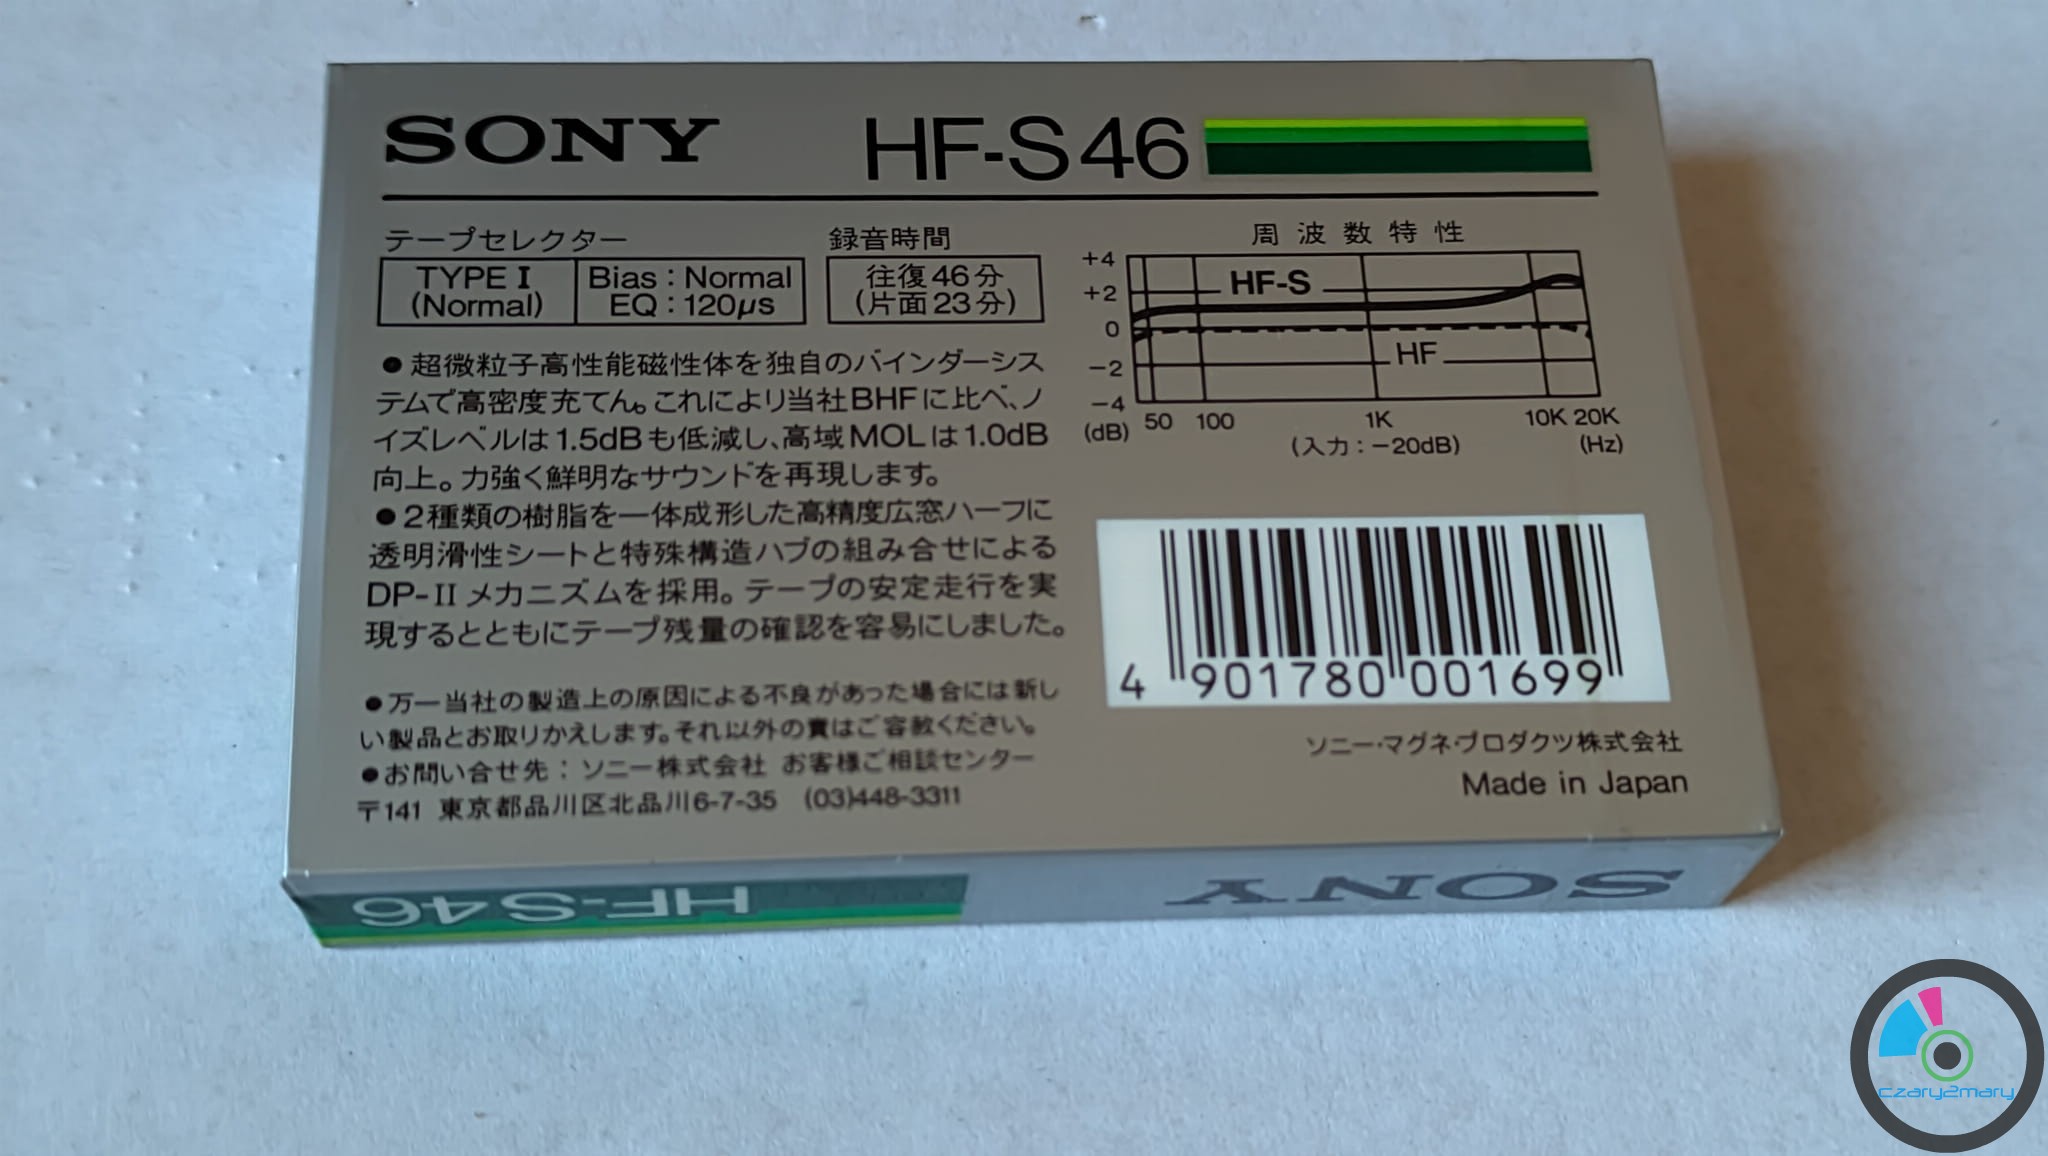 SONY HF-S46
テープセレクター
TYPE I
(Normal)
Bias : Normal
EQ : 120μs
録音時間
往復46分
(片面23分)
●超微粒子高性能磁性体を独自のバインダーシス
テムで高密度充てん。これにより当社BHFに比べ、ノ
イズレベルは1.5dBも低減し、高域MOLは1.0dB
向上。力強く鮮明なサウンドを再現します。
●2種類の樹脂を一体成形した高精度広窓ハーフに
透明滑性シートと特殊構造ハブの組み合せによる
DP-IIメカニズムを採用。テープの安定走行を実
現するとともにテープ残量の確認を容易にしました。
●万一当社の製造上の原因による不良があった場合には新し
い製品とお取りかえします。それ以外の責はご容赦ください。
●お問い合せ先：ソニー株式会社 お客様ご相談センター
〒141 東京都品川区北品川6-7-35 (03)448-3311
周波数特性
+4
+2
0
-2
-4
(dB)
HF-S
HF
50 100 1K 10K 20K
(入力：-20dB) (Hz)
4 901780 001699
ソニー・マグネ・プロダクツ株式会社
Made in Japan
HF-S46
SONY
czary2mary